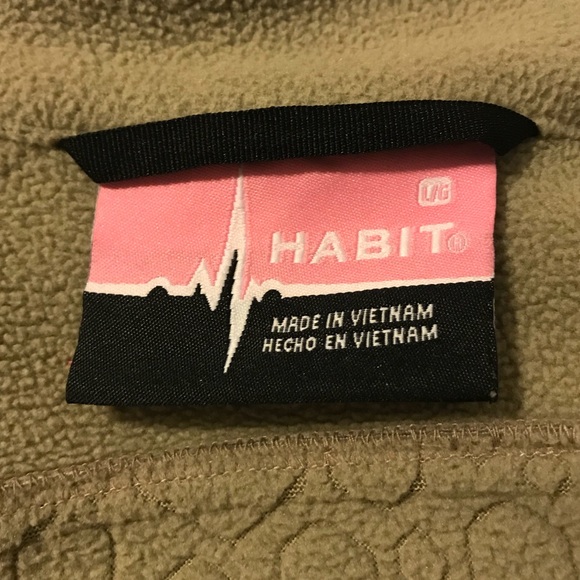 L/G
HABIT®
MADE IN VIETNAM
HECHO EN VIETNAM